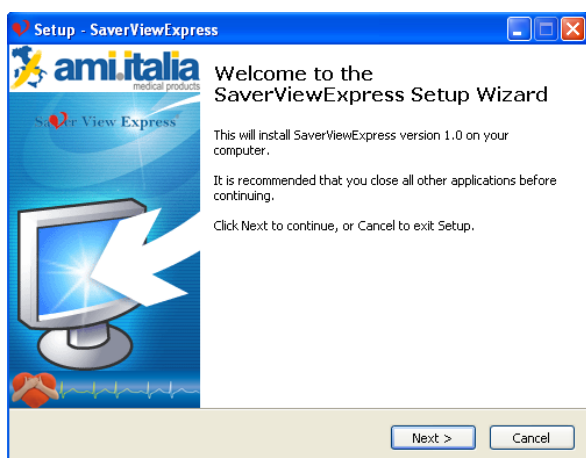 Setup - SaverViewExpress
ami.italia
medical products
Saver View Express
Welcome to the
SaverViewExpress Setup Wizard
This will install SaverViewExpress version 1.0 on your
computer.
It is recommended that you close all other applications before
continuing.
Click Next to continue, or Cancel to exit Setup.
Next >
Cancel